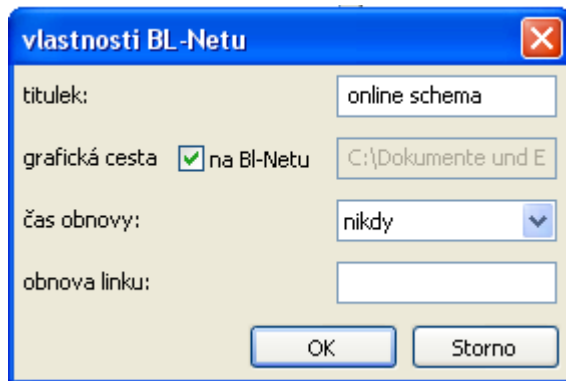 vlastnosti BL-Netu
titulek: online schema
grafická cesta na Bl-Netu C:\Dokumente und E
čas obnovy: nikdy
obnova linku:
OK Storno